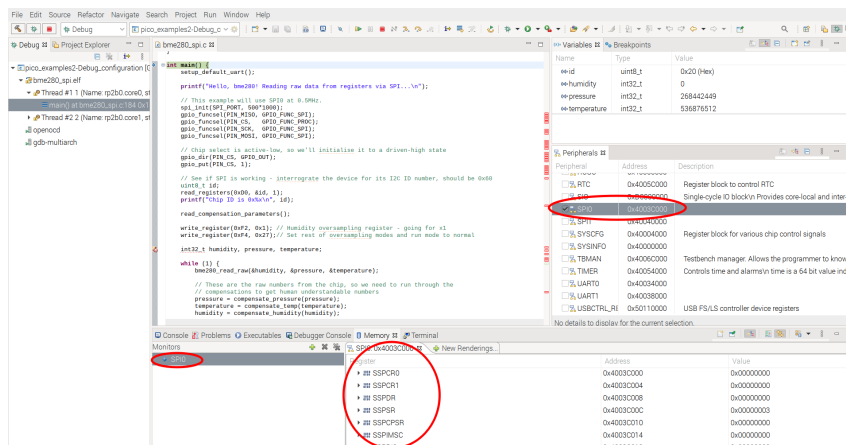 File Edit Source Refactor Navigate Search Project Run Window Help
Debug
pico_examples2-Debug_c
Debug
Project Explorer
pico_examples2-Debug_configuration [G
bme280_spi.elf
Thread #1 1 (Name: rp2b0.core0, st
main() at bme280_spi.c:184 0x1
Thread #2 2 (Name: rp2b0.core1, st
openocd
gdb-multiarch
bme280_spi.c
}
int main() {
setup_default_uart();
printf("Hello, bme280! Reading raw data from registers via SPI...\n");
// This example will use SPI0 at 0.5MHz.
spi_init(SPI_PORT, 500*1000);
gpio_funcsel(PIN_MISO, GPIO_FUNC_SPI);
gpio_funcsel(PIN_CS, GPIO_FUNC_PROC);
gpio_funcsel(PIN_SCK, GPIO_FUNC_SPI);
gpio_funcsel(PIN_MOSI, GPIO_FUNC_SPI);
// Chip select is active-low, so we'll initialise it to a driven-high state
gpio_dir(PIN_CS, GPIO_OUT);
gpio_put(PIN_CS, 1);
// See if SPI is working - interrograte the device for its I2C ID number, should be 0x60
uint8_t id;
read_registers(0xD0, &id, 1);
printf("Chip ID is 0x%x\n", id);
read_compensation_parameters();
write_register(0xF2, 0x1); // Humidity oversampling register - going for x1
write_register(0xF4, 0x27);// Set rest of oversampling modes and run mode to normal
int32_t humidity, pressure, temperature;
while (1) {
bme280_read_raw(&humidity, &pressure, &temperature);
// These are the raw numbers from the chip, so we need to run through the
// compensations to get human understandable numbers
pressure = compensate_pressure(pressure);
temperature = compensate_temp(temperature);
humidity = compensate_humidity(humidity);
Variables Breakpoints
Name Type Value
id uint8_t 0x20 (Hex)
humidity int32_t 0
pressure int32_t 268442449
temperature int32_t 536876512
Peripherals
Peripheral Address Description
RTC 0x4005C000 Register block to control RTC
SIO 0xD0000000 Single-cycle IO block\n Provides core-local and inter-
SPI0 0x4003C000
SPI1 0x40040000
SYSCFG 0x40004000 Register block for various chip control signals
SYSINFO 0x40000000
TBMAN 0x4006C000 Testbench manager. Allows the programmer to know
TIMER 0x40054000 Controls time and alarms\n time is a 64 bit value ind
UART0 0x40034000
UART1 0x40038000
USBCTRL_RE 0x50110000 USB FS/LS controller device registers
No details to display for the current selection.
Console Problems Executables Debugger Console Memory Terminal
Monitors
SPI0
SPI0: 0x4003C000
New Renderings...
Register Address Value
SSPCR0 0x4003C000 0x00000000
SSPCR1 0x4003C004 0x00000000
SSPDR 0x4003C008 0x00000000
SSPSR 0x4003C00C 0x00000003
SSPCPSR 0x4003C010 0x00000000
SSPIMSC 0x4003C014 0x00000000